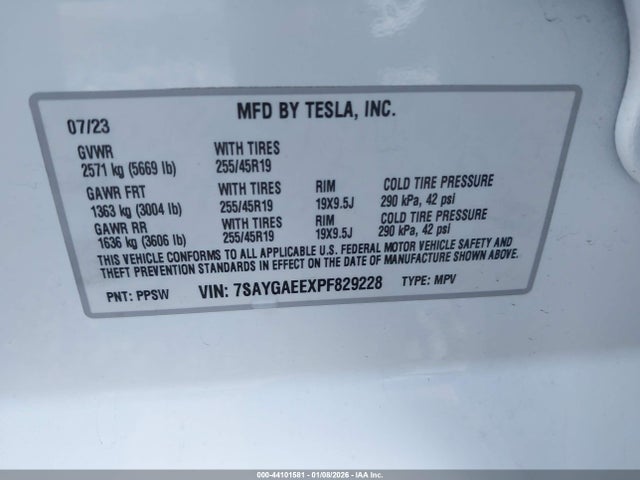 MFD BY TESLA, INC.
07/23
GVWR WITH TIRES
2571 kg (5669 lb) 255/45R19
GAWR FRT WITH TIRES RIM COLD TIRE PRESSURE
1363 kg (3004 lb) 255/45R19 19X9.5J 290 kPa, 42 psi
GAWR RR WITH TIRES RIM COLD TIRE PRESSURE
1636 kg (3606 lb) 255/45R19 19X9.5J 290 kPa, 42 psi
THIS VEHICLE CONFORMS TO ALL APPLICABLE U.S. FEDERAL MOTOR VEHICLE SAFETY AND
THEFT PREVENTION STANDARDS IN EFFECT ON THE DATE OF MANUFACTURE SHOWN ABOVE.
PNT: PPSW VIN: 7SAYGAEEXPF829228 TYPE: MPV
000-44101581 - 01/08/2026 - IAA Inc.